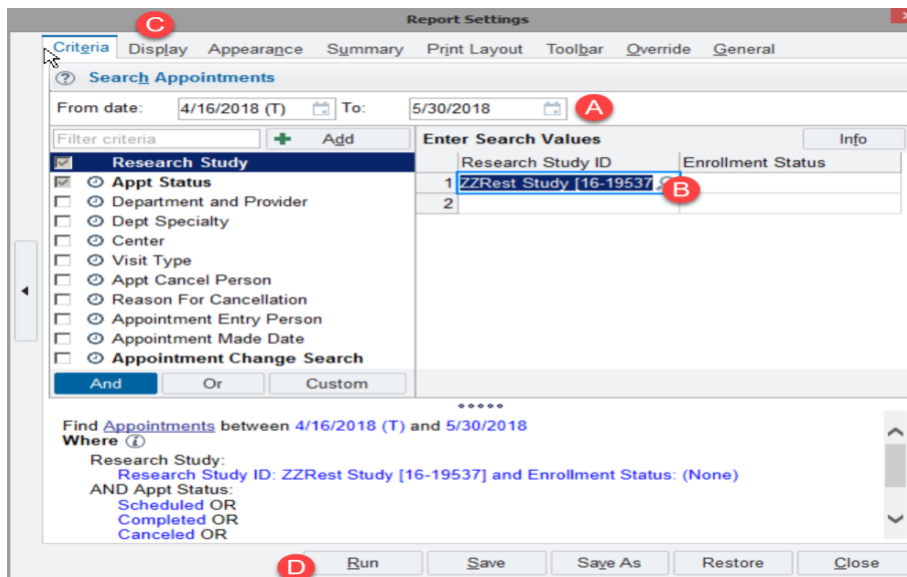 Report Settings
C
Criteria Display Appearance Summary Print Layout Toolbar Override General
Search Appointments
From date: 4/16/2018 (T) To: 5/30/2018 A
Filter criteria Add Enter Search Values Info
Research Study Research Study ID Enrollment Status
Appt Status 1 ZZRest Study [16-19537 B
Department and Provider 2
Dept Specialty
Center
Visit Type
Appt Cancel Person
Reason For Cancellation
Appointment Entry Person
Appointment Made Date
Appointment Change Search
And Or Custom
Find Appointments between 4/16/2018 (T) and 5/30/2018
Where
Research Study:
Research Study ID: ZZRest Study [16-19537] and Enrollment Status: (None)
AND Appt Status:
Scheduled OR
Completed OR
Canceled OR
D Run Save Save As Restore Close